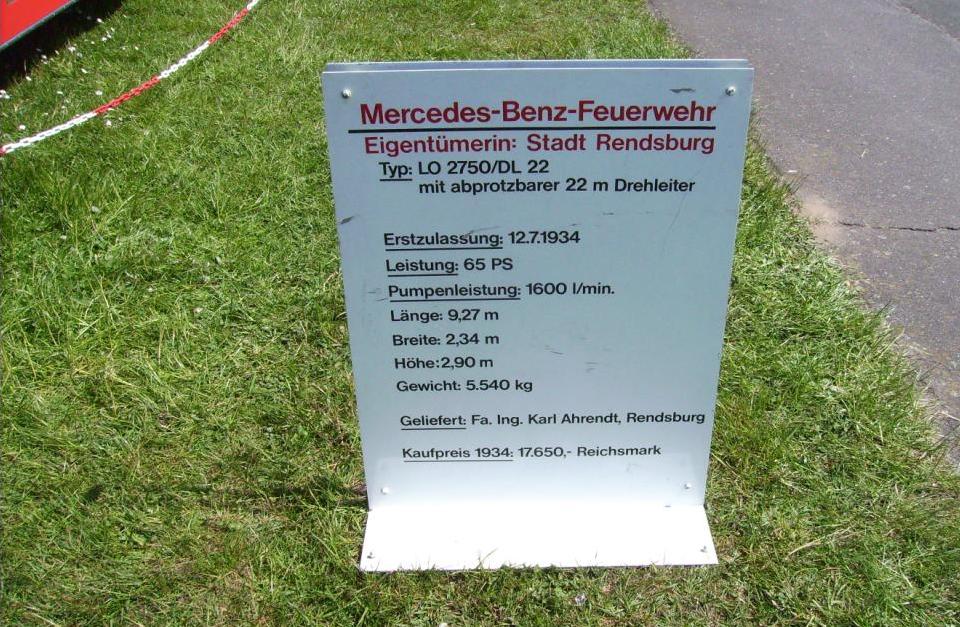 Mercedes-Benz-Feuerwehr
Eigentümerin: Stadt Rendsburg
Typ: LO 2750/DL 22
mit abprotzbarer 22 m Drehleiter
Erstzulassung: 12.7.1934
Leistung: 65 PS
Pumpenleistung: 1600 l/min.
Länge: 9,27 m
Breite: 2,34 m
Höhe:2,90 m
Gewicht: 5.540 kg
Geliefert: Fa. Ing. Karl Ahrendt, Rendsburg
Kaufpreis 1934: 17.650,- Reichsmark